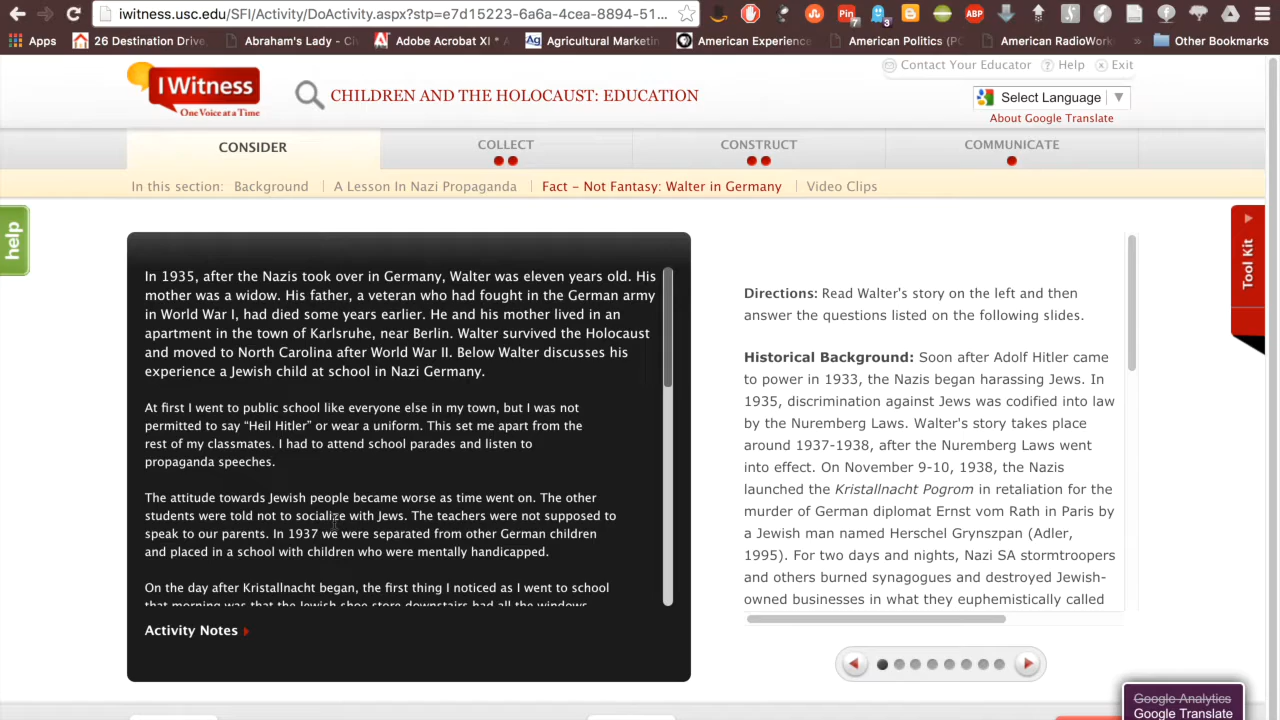 iwitness.usc.edu/SFI/Activity/DoActivity.aspx?stp=e7d15223-6a6a-4cea-8894-51...
Apps 26 Destination Drive, Abraham's Lady - Ci Adobe Acrobat XI * Agricultural Marketin American Experience American Politics (PC American RadioWork » Other Bookmarks
Contact Your Educator Help Exit
IWitness
One Voice at a Time
CHILDREN AND THE HOLOCAUST: EDUCATION
Select Language ▼
About Google Translate
CONSIDER COLLECT CONSTRUCT COMMUNICATE
In this section: Background | A Lesson In Nazi Propaganda | Fact – Not Fantasy: Walter in Germany | Video Clips
help
Tool Kit
In 1935, after the Nazis took over in Germany, Walter was eleven years old. His
mother was a widow. His father, a veteran who had fought in the German army
in World War I, had died some years earlier. He and his mother lived in an
apartment in the town of Karlsruhe, near Berlin. Walter survived the Holocaust
and moved to North Carolina after World War II. Below Walter discusses his
experience a Jewish child at school in Nazi Germany.
At first I went to public school like everyone else in my town, but I was not
permitted to say “Heil Hitler” or wear a uniform. This set me apart from the
rest of my classmates. I had to attend school parades and listen to
propaganda speeches.
The attitude towards Jewish people became worse as time went on. The other
students were told not to socialize with Jews. The teachers were not supposed to
speak to our parents. In 1937 we were separated from other German children
and placed in a school with children who were mentally handicapped.
On the day after Kristallnacht began, the first thing I noticed as I went to school
that morning was that the Jewish shoe store downstairs had all the windows
Activity Notes
Directions: Read Walter's story on the left and then
answer the questions listed on the following slides.
Historical Background: Soon after Adolf Hitler came
to power in 1933, the Nazis began harassing Jews. In
1935, discrimination against Jews was codified into law
by the Nuremberg Laws. Walter's story takes place
around 1937-1938, after the Nuremberg Laws went
into effect. On November 9-10, 1938, the Nazis
launched the Kristallnacht Pogrom in retaliation for the
murder of German diplomat Ernst vom Rath in Paris by
a Jewish man named Herschel Grynszpan (Adler,
1995). For two days and nights, Nazi SA stormtroopers
and others burned synagogues and destroyed Jewish-
owned businesses in what they euphemistically called
Google Analytics
Google Translate